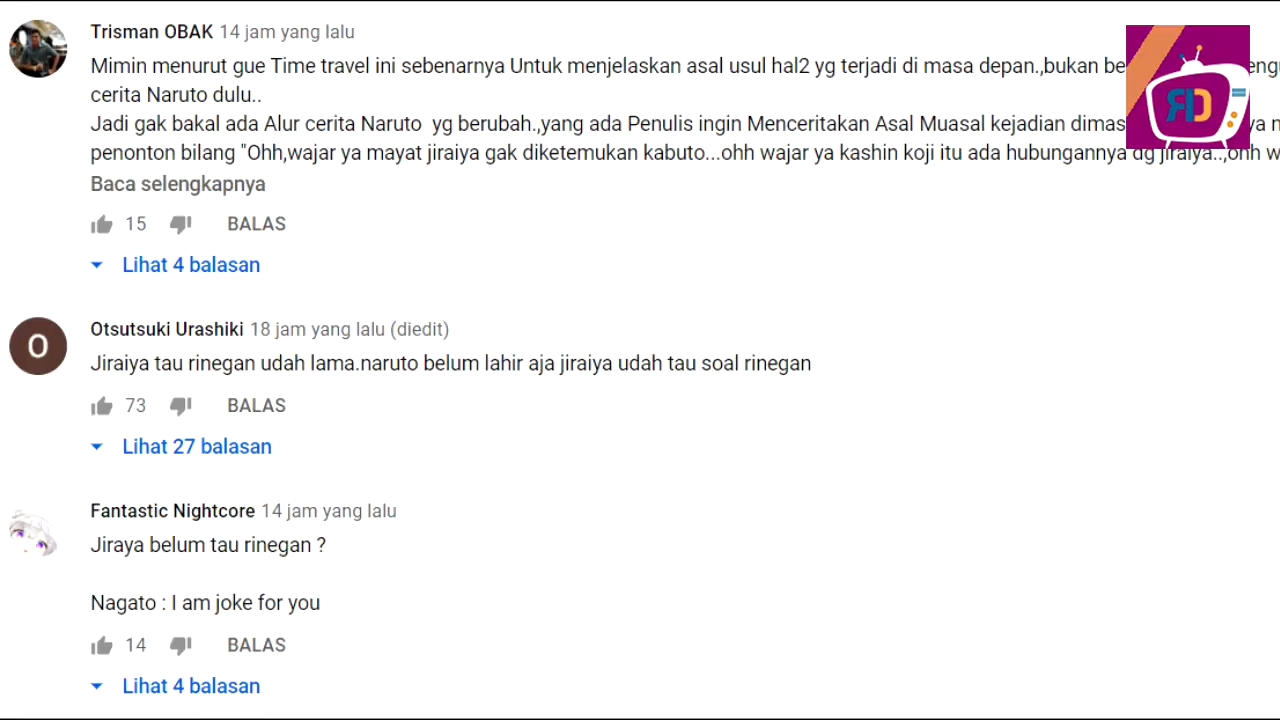 Trisman OBAK 14 jam yang lalu
Mimin menurut gue Time travel ini sebenarnya Untuk menjelaskan asal usul hal2 yg terjadi di masa depan.,bukan
cerita Naruto dulu..
Jadi gak bakal ada Alur cerita Naruto yg berubah.,yang ada Penulis ingin Menceritakan Asal Muasal kejadian
penonton bilang "Ohh,wajar ya mayat jiraiya gak diketemukan kabuto...ohh wajar ya kashin koji itu ada hubungannya dg jiraiya..,ohh
Baca selengkapnya
15 BALAS
Lihat 4 balasan
O
Otsutsuki Urashiki 18 jam yang lalu (diedit)
Jiraiya tau rinegan udah lama.naruto belum lahir aja jiraiya udah tau soal rinegan
73 BALAS
Lihat 27 balasan
Fantastic Nightcore 14 jam yang lalu
Jiraya belum tau rinegan ?
Nagato : I am joke for you
14 BALAS
Lihat 4 balasan